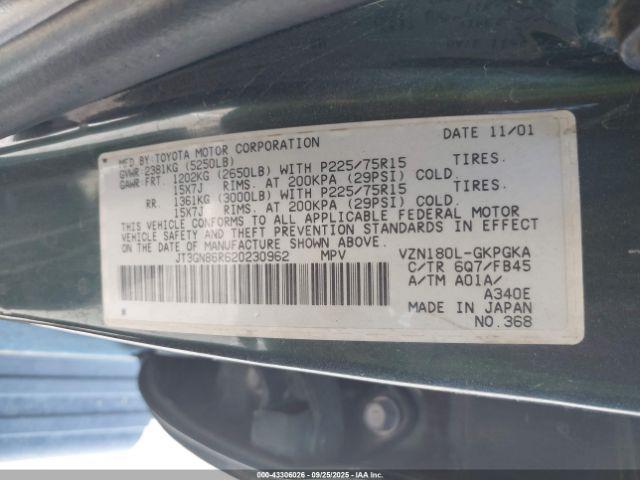 MFD. BY: TOYOTA MOTOR CORPORATION DATE 11/01
GVWR: 2381KG (5250LB)
GAWR: FRT. 1202KG (2650LB) WITH P225/75R15 TIRES.
15X7J RIMS. AT 200KPA (29PSI) COLD.
RR. 1361KG (3000LB) WITH P225/75R15 TIRES.
15X7J RIMS. AT 200KPA (29PSI) COLD.
THIS VEHICLE CONFORMS TO ALL APPLICABLE FEDERAL MOTOR
VEHICLE SAFETY AND THEFT PREVENTION STANDARDS IN EFFECT
ON THE DATE OF MANUFACTURE SHOWN ABOVE.
JT3GN86R620230962 MPV VZN180L-GKPGKA
C/TR 6Q7/FB45
A/TM A01A/
A340E
MADE IN JAPAN
NO.368
000-43306026 - 09/25/2025 - IAA Inc.